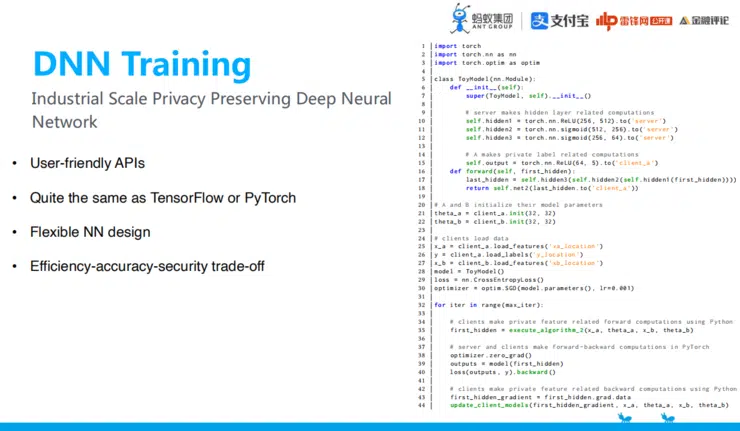 蚂蚁集团
ANT GROUP
支付宝
雷锋网
公开课
金融评论
DNN Training
Industrial Scale Privacy Preserving Deep Neural
Network
• User-friendly APIs
• Quite the same as TensorFlow or PyTorch
• Flexible NN design
• Efficiency-accuracy-security trade-off
1 import torch
2 import torch.nn as nn
3 import torch.optim as optim
4
5 class ToyModel(nn.Module):
6 def __init__(self):
7 super(ToyModel, self).__init__()
8
9 # server makes hidden layer related computations
10 self.hidden1 = torch.nn.ReLU(256, 512).to('server')
11 self.hidden2 = torch.nn.sigmoid(512, 256).to('server')
12 self.hidden3 = torch.nn.sigmoid(256, 64).to('server')
13
14 # A makes private label related computations
15 self.output = torch.nn.ReLU(64, 5).to('client_a')
16 def forward(self, first_hidden):
17 last_hidden = self.hidden3(self.hidden2(self.hidden1(first_hidden)))
18 return self.net2(last_hidden.to('client_a'))
19
20 # A and B initialize their model parameters
21 theta_a = client_a.init(32, 32)
22 theta_b = client_b.init(32, 32)
23
24 # clients load data
25 x_a = client_a.load_features('xa_location')
26 y = client_a.load_labels('y_location')
27 x_b = client_b.load_features('xb_location')
28 model = ToyModel()
29 loss = nn.CrossEntropyLoss()
30 optimizer = optim.SGD(model.parameters(), lr=0.001)
31
32 for iter in range(max_iter):
33
34 # clients make private feature related forward computations using Python
35 first_hidden = execute_algorithm_2(x_a, theta_a, x_b, theta_b)
36
37 # server and clients make forward-backward computations in PyTorch
38 optimizer.zero_grad()
39 outputs = model(first_hidden)
40 loss(outputs, y).backward()
41
42 # clients make private feature related backward computations using Python
43 first_hidden_gradient = first_hidden.grad.data
44 update_client_models(first_hidden_gradient, x_a, theta_a, x_b, theta_b)